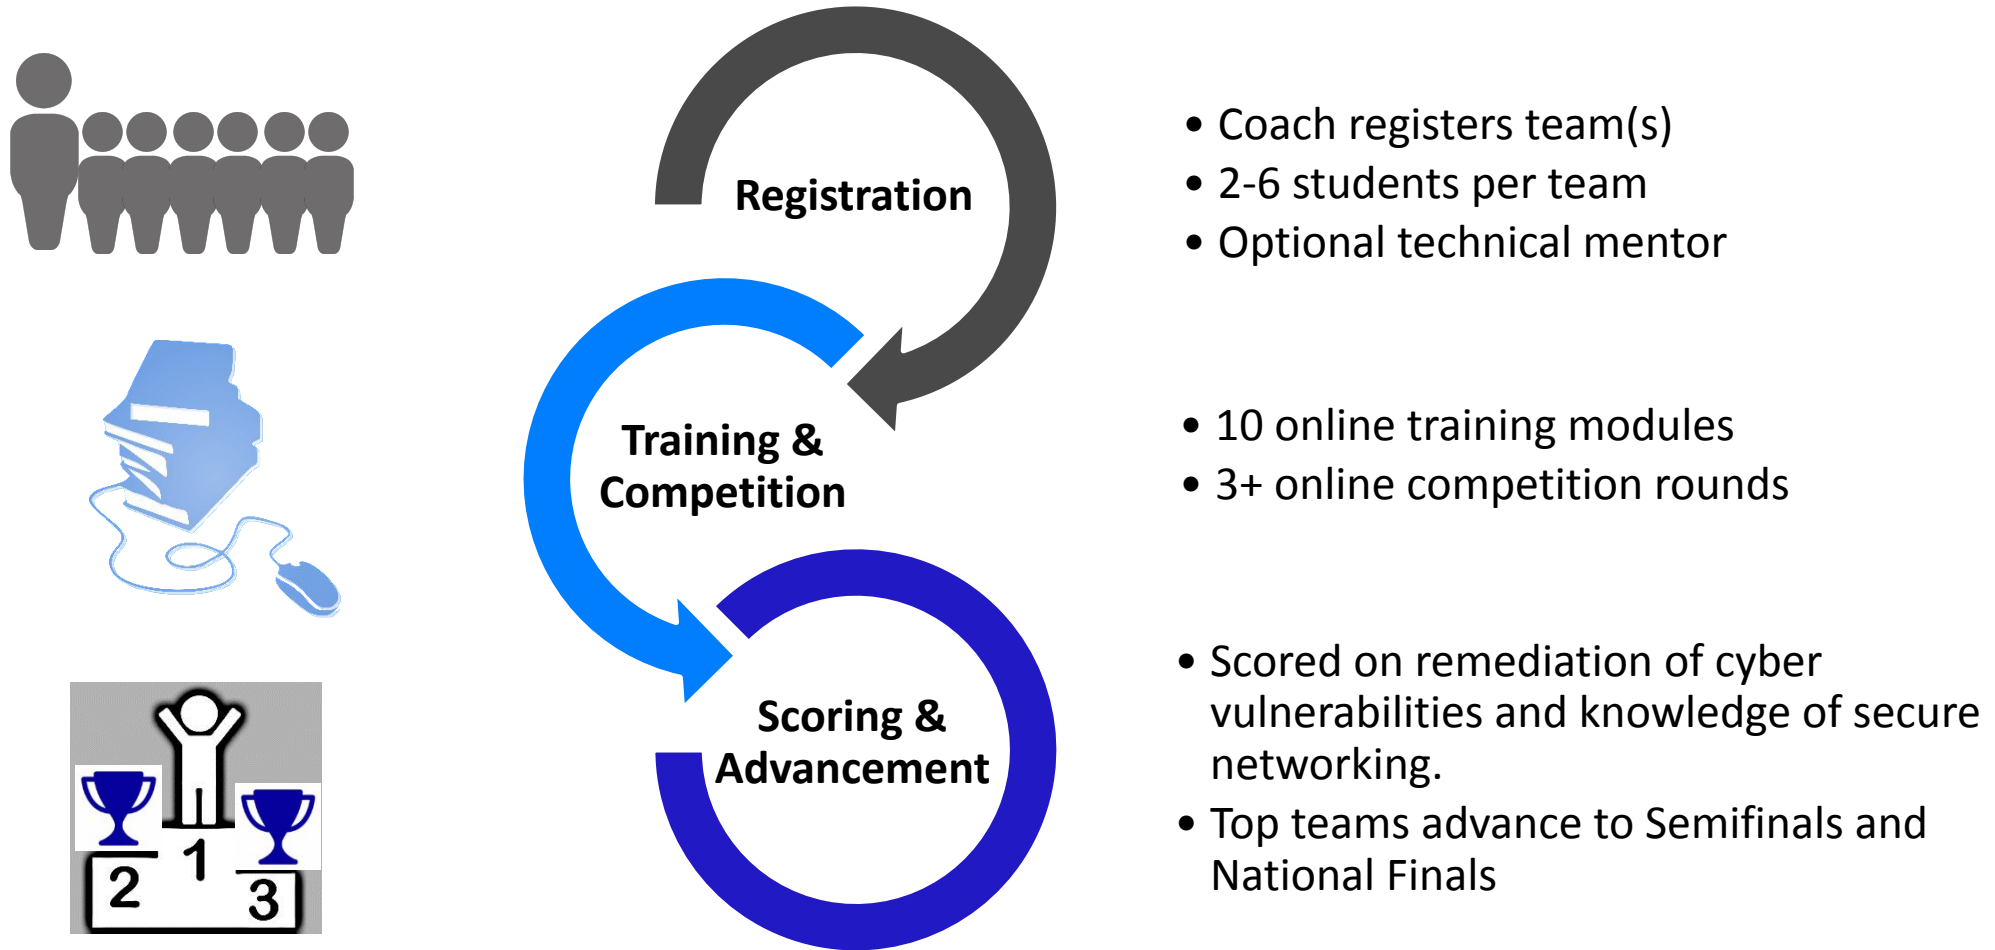 Registration
• Coach registers team(s)
• 2-6 students per team
• Optional technical mentor
Training &
Competition
• 10 online training modules
• 3+ online competition rounds
Scoring &
Advancement
• Scored on remediation of cyber
vulnerabilities and knowledge of secure
networking.
• Top teams advance to Semifinals and
National Finals
1
2
3